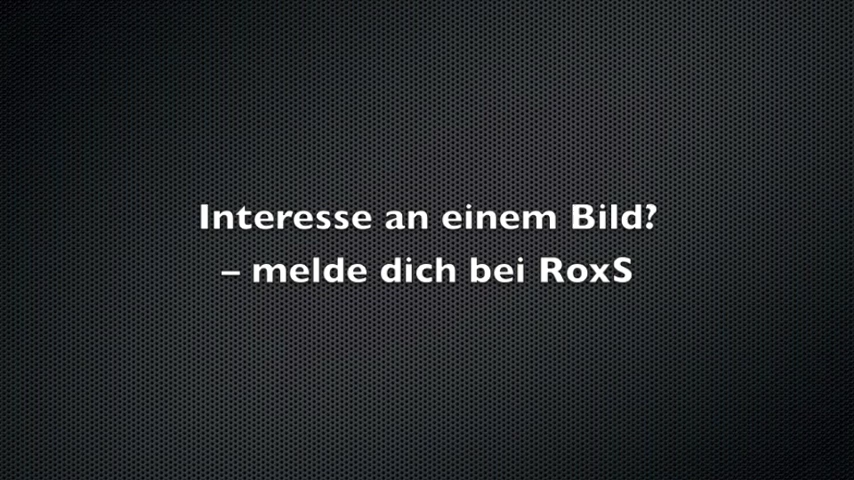 Interesse an einem Bild?
– melde dich bei RoxS